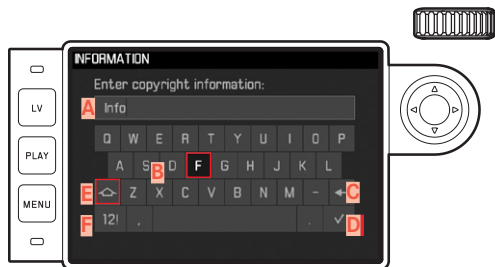 INFORMATION
Enter copyright information:
A Info
LV
Q W E R T Y U I O P
B
PLAY
A S D F G H J K L
E Z X C V B N M - C
MENU
F 12! , . D